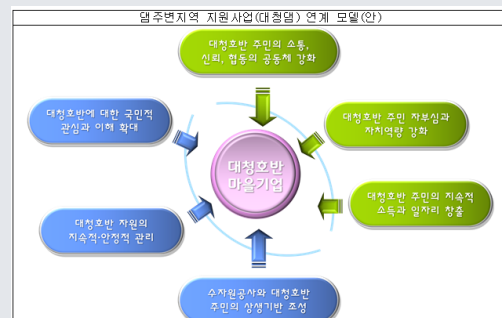 댐주변지역 지원사업(대청댐) 연계 모델(안)
대청호반 주민의 소통,
신뢰, 협동의 공동체 강화
대청호반에 대한 국민적
관심과 이해 확대
대청호반 주민 자부심과
자치역량 강화
대청호반
마을기업
대청호반 주민의 지속적
소득과 일자리 창출
대청호반 자원의
지속적·안정적 관리
수자원공사와 대청호반
주민의 상생기반 조성